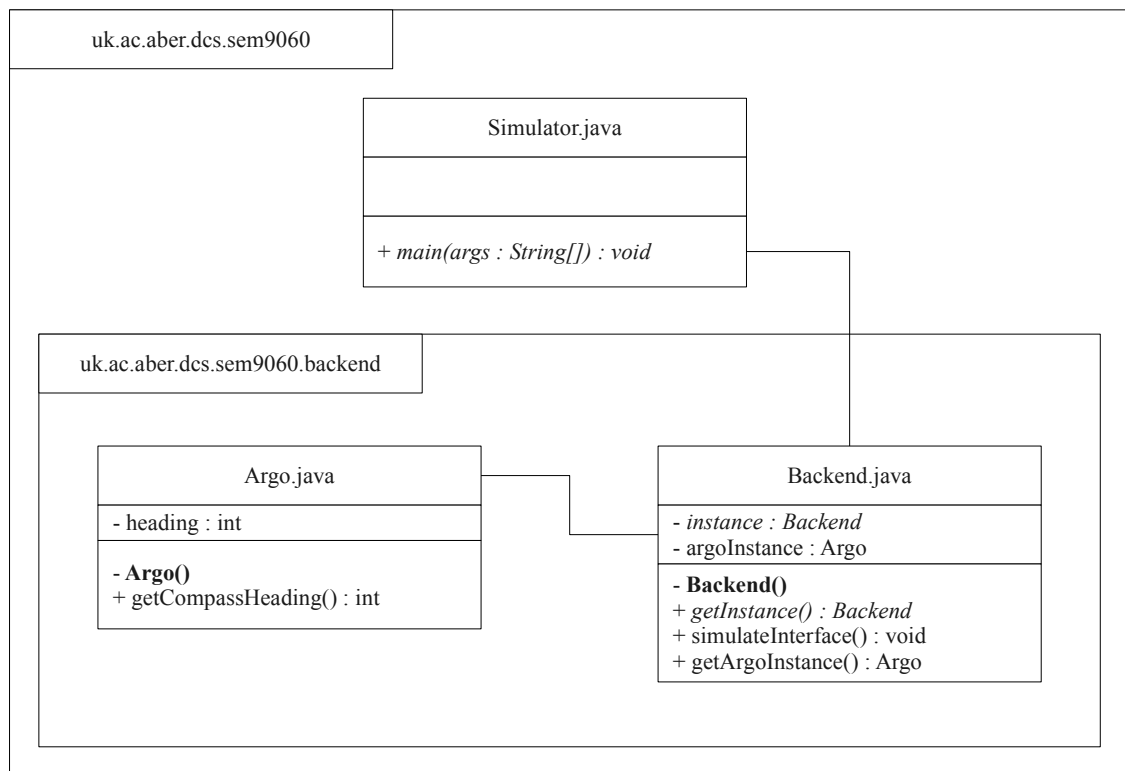 uk.ac.aber.dcs.sem9060
Simulator.java
+ main(args : String[]) : void
uk.ac.aber.dcs.sem9060.backend
Argo.java
- heading : int
- Argo()
+ getCompassHeading() : int
Backend.java
- instance : Backend
- argoInstance : Argo
- Backend()
+ getInstance() : Backend
+ simulateInterface() : void
+ getArgoInstance() : Argo